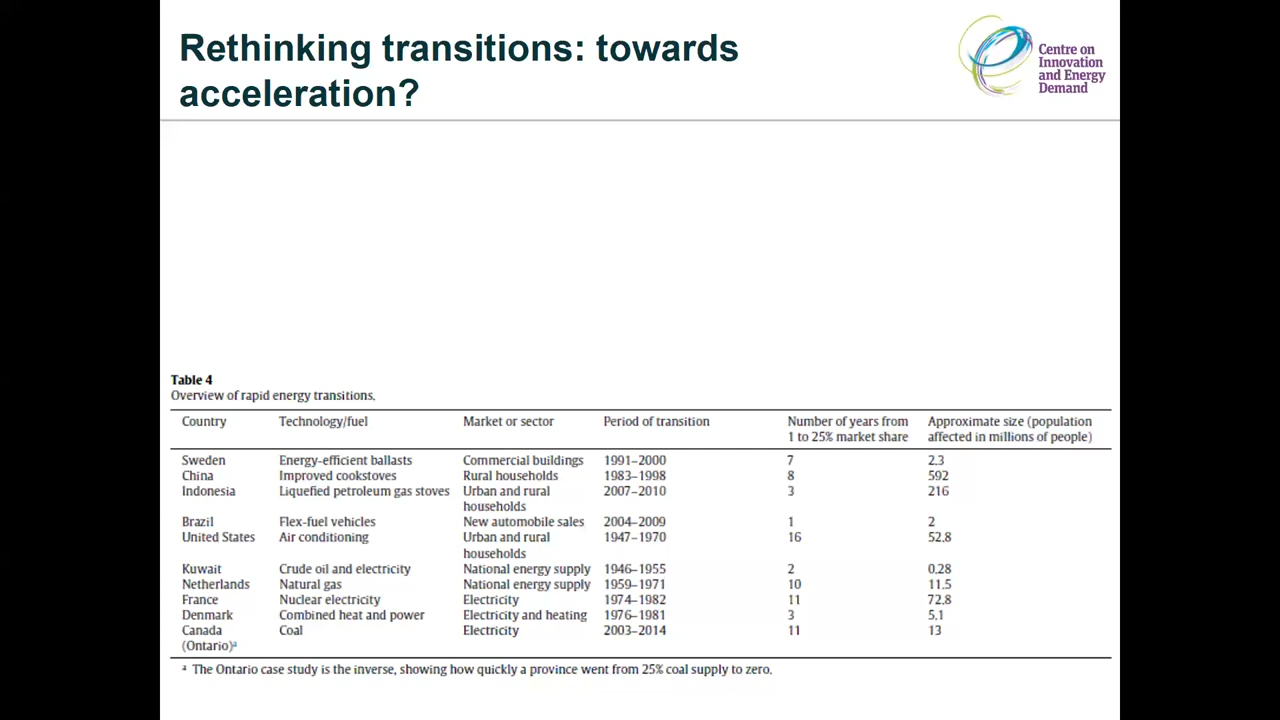 Rethinking transitions: towards
acceleration?
Centre on
Innovation
and Energy
Demand
Table 4
Overview of rapid energy transitions.
Country Technology/fuel Market or sector Period of transition Number of years from 1 to 25% market share Approximate size (population affected in millions of people)
Sweden Energy-efficient ballasts Commercial buildings 1991–2000 7 2.3
China Improved cookstoves Rural households 1983–1998 8 592
Indonesia Liquefied petroleum gas stoves Urban and rural households 2007–2010 3 216
Brazil Flex-fuel vehicles New automobile sales 2004–2009 1 2
United States Air conditioning Urban and rural households 1947–1970 16 52.8
Kuwait Crude oil and electricity National energy supply 1946–1955 2 0.28
Netherlands Natural gas National energy supply 1959–1971 10 11.5
France Nuclear electricity Electricity 1974–1982 11 72.8
Denmark Combined heat and power Electricity and heating 1976–1981 3 5.1
Canada (Ontario)ª Coal Electricity 2003–2014 11 13
ª The Ontario case study is the inverse, showing how quickly a province went from 25% coal supply to zero.